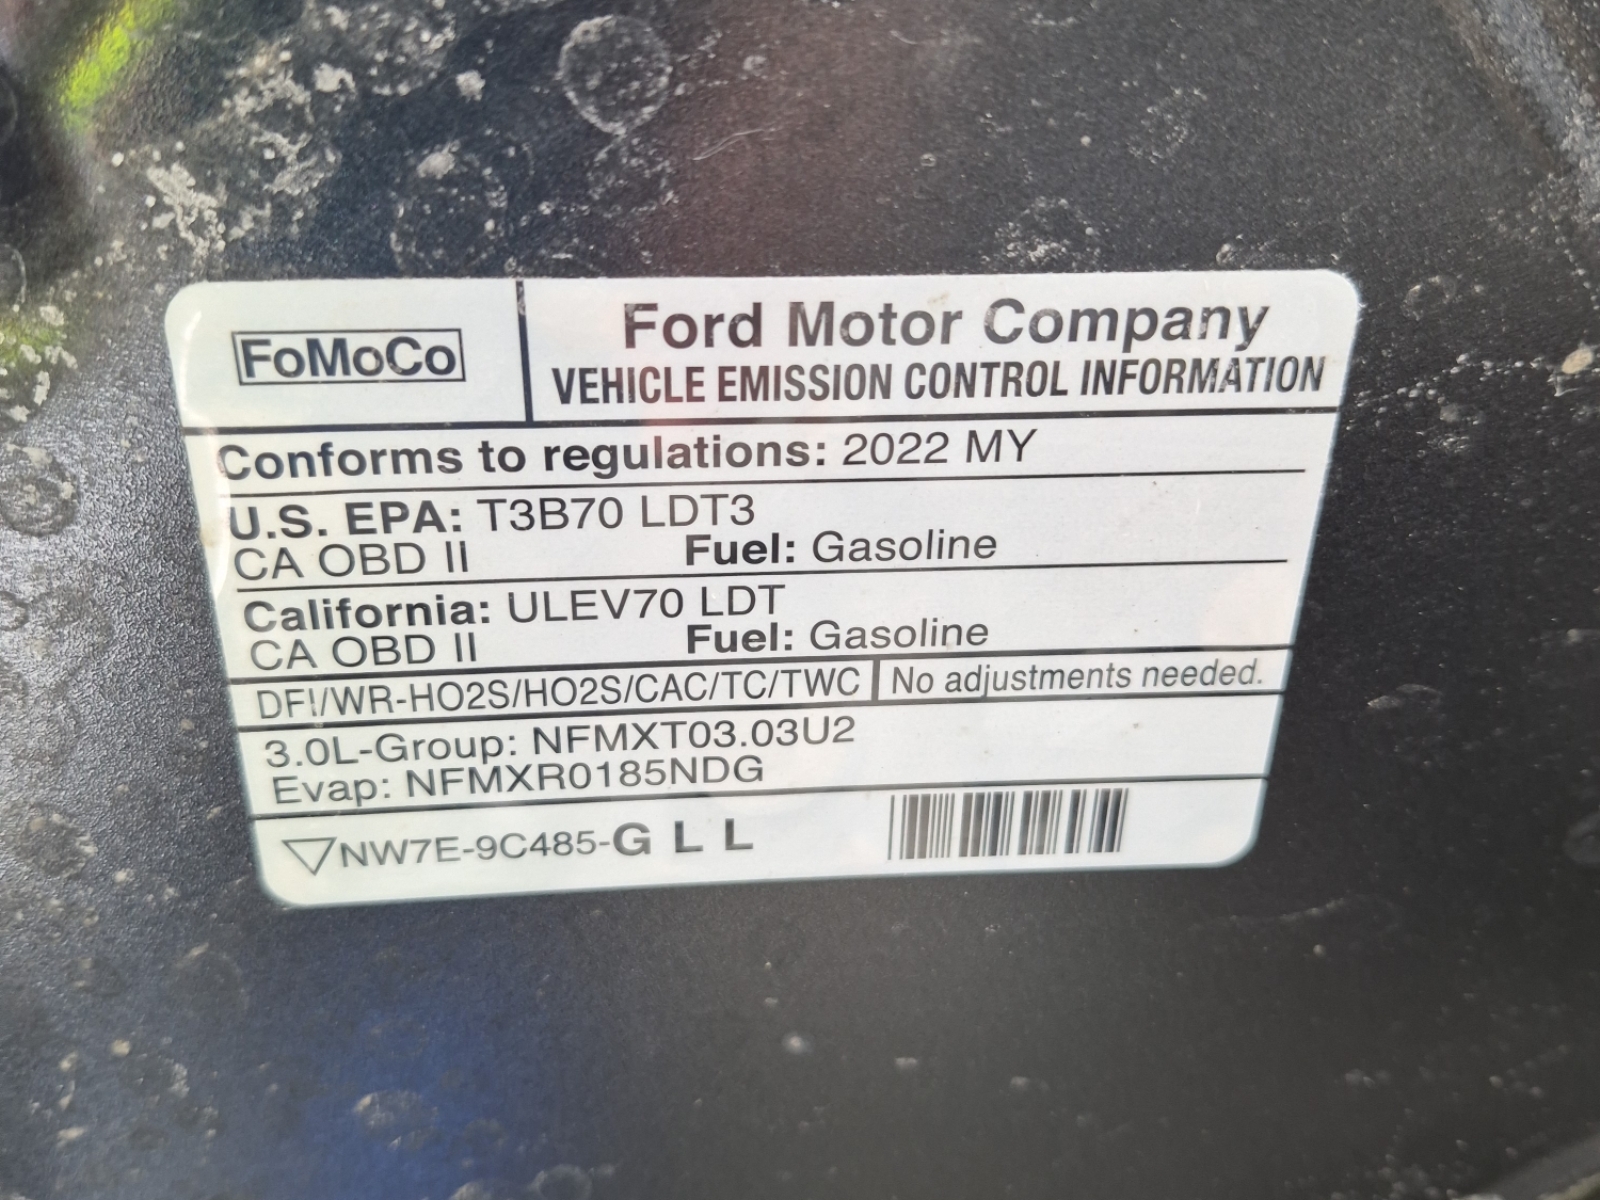 FoMoCo
Ford Motor Company
VEHICLE EMISSION CONTROL INFORMATION
Conforms to regulations: 2022 MY
U.S. EPA: T3B70 LDT3
CA OBD II Fuel: Gasoline
California: ULEV70 LDT
CA OBD II Fuel: Gasoline
DFI/WR-HO2S/HO2S/CAC/TC/TWC No adjustments needed.
3.0L-Group: NFMXT03.03U2
Evap: NFMXR0185NDG
NW7E-9C485-G L L